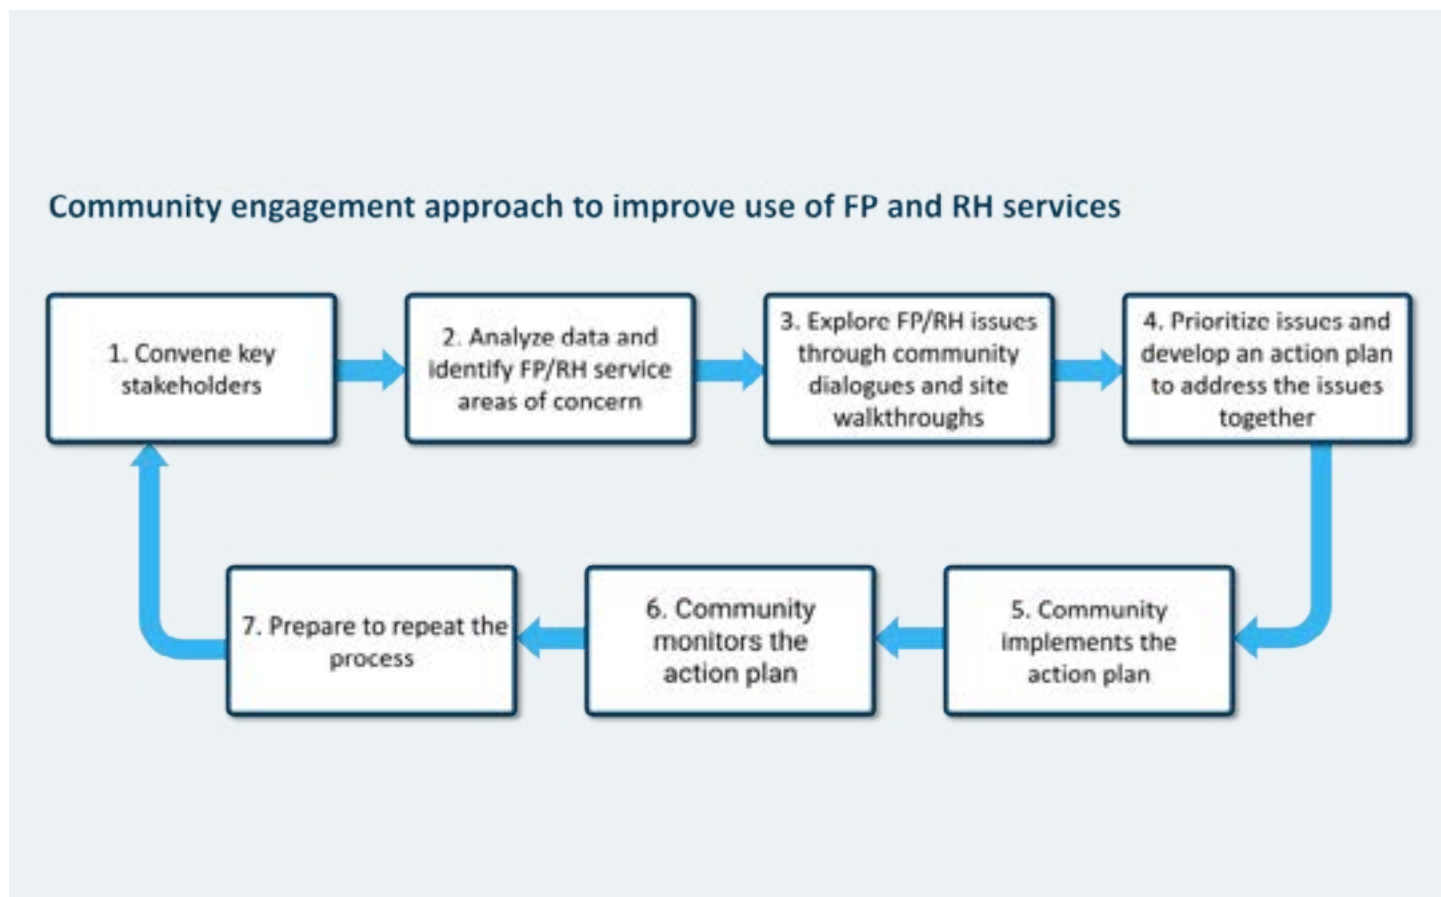 Community engagement approach to improve use of FP and RH services
1. Convene key
stakeholders
2. Analyze data and
identify FP/RH service
areas of concern
3. Explore FP/RH issues
through community
dialogues and site
walkthroughs
4. Prioritize issues and
develop an action plan
to address the issues
together
5. Community
implements the
action plan
6. Community
monitors the
action plan
7. Prepare to repeat the
process